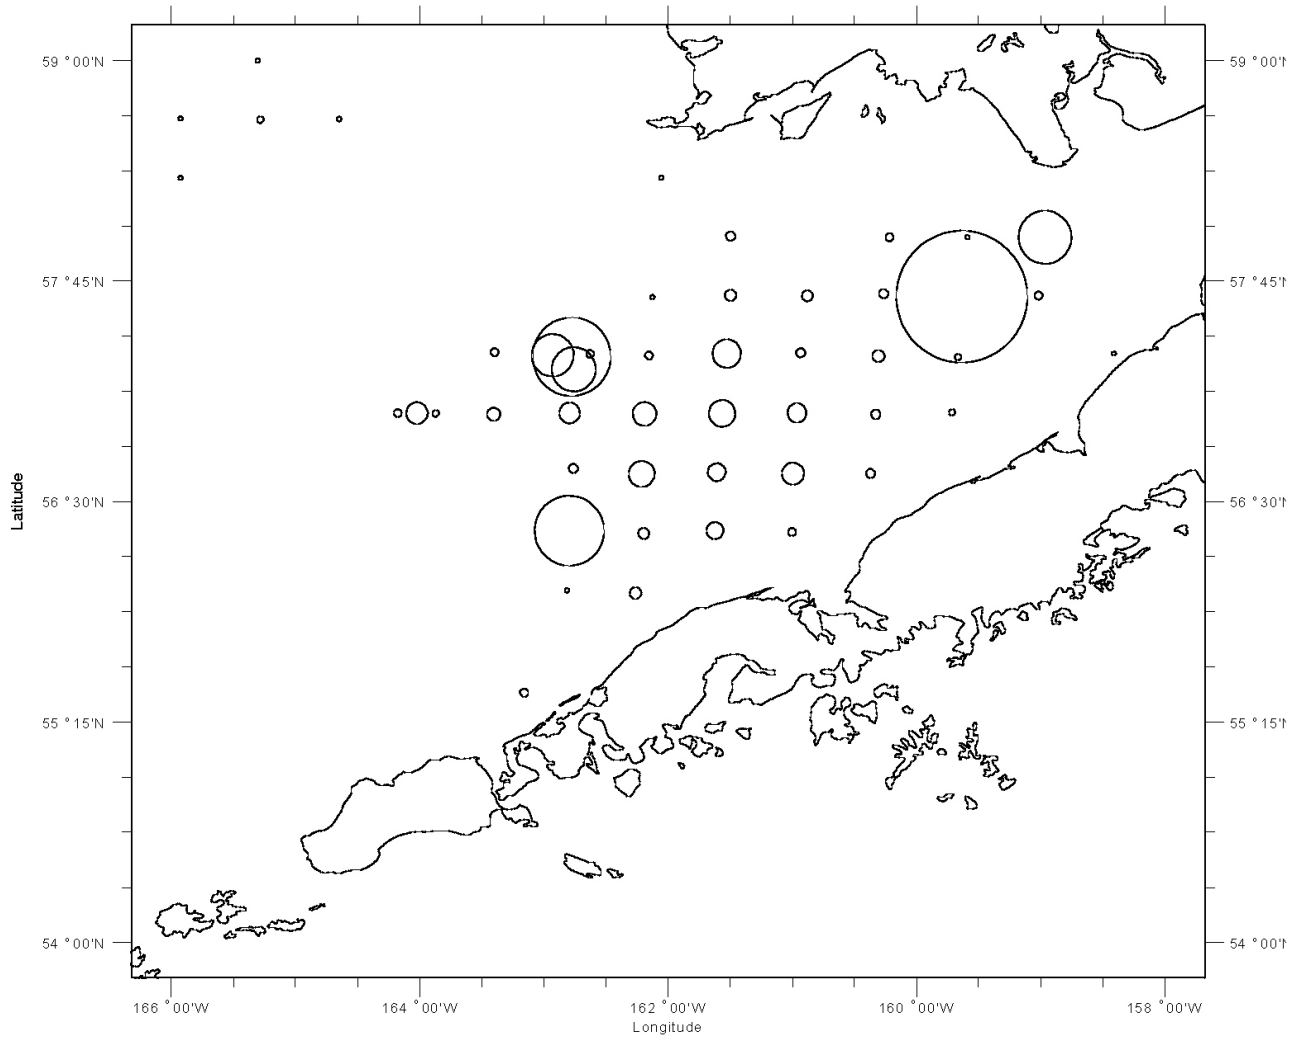 59 °00'N 59 °00'N
57 °45'N 57 °45'N
56 °30'N 56 °30'N
Latitude
55 °15'N 55 °15'N
54 °00'N 54 °00'N
166 °00'W 164 °00'W 162 °00'W 160 °00'W 158 °00'W
Longitude